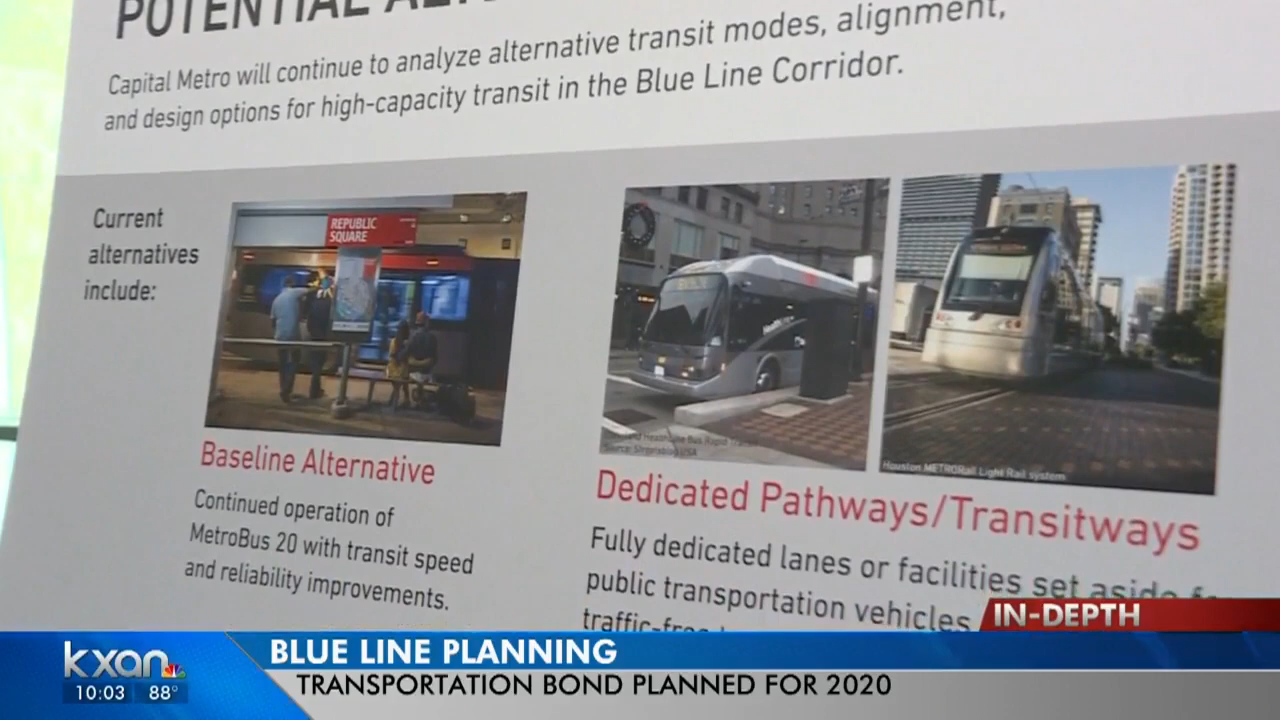 POTENTIAL
Capital Metro will continue to analyze alternative transit modes, alignment,
and design options for high-capacity transit in the Blue Line Corridor.
Current
alternatives
include:
REPUBLIC
SQUARE
Houston METRORail Light Rail system
Baseline Alternative
Continued operation of
MetroBus 20 with transit speed
and reliability improvements.
Dedicated Pathways/Transitways
Fully dedicated lanes or facilities set aside
public transportation vehicles
IN-DEPTH
kxan
10:03 88°
BLUE LINE PLANNING
TRANSPORTATION BOND PLANNED FOR 2020